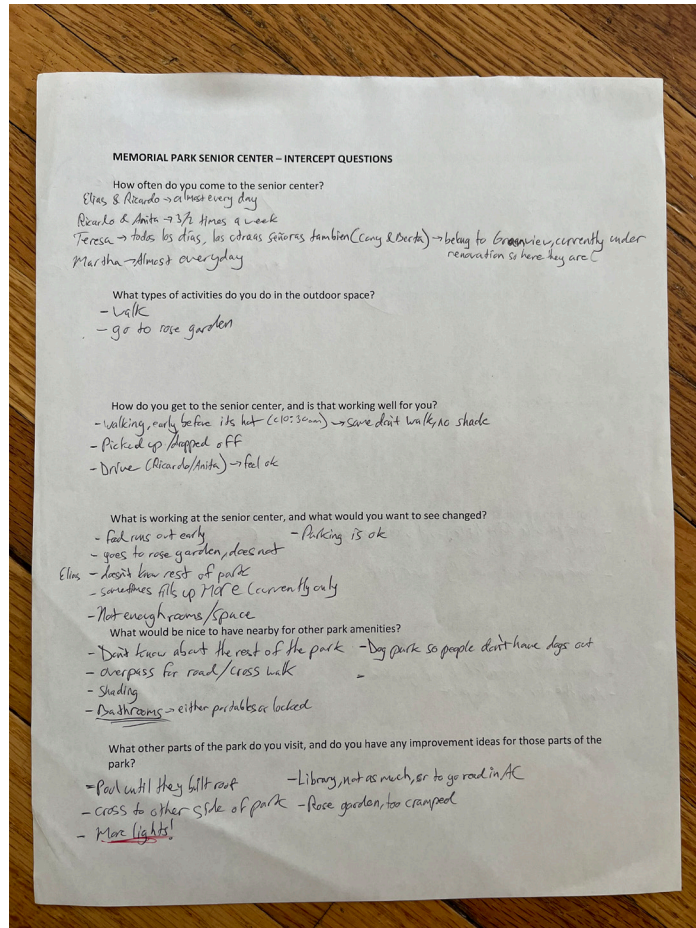 MEMORIAL PARK SENIOR CENTER – INTERCEPT QUESTIONS
How often do you come to the senior center?
Elias & Ricardo → almost every day
Ricardo & Anita → 3/2 times a week
Teresa → todos los días, las otraas señoras tambien (Cony & Berta) → belong to Greenview, currently under
renovation so here they are (
Martha → Almost everyday
What types of activities do you do in the outdoor space?
- walk
- go to rose garden
How do you get to the senior center, and is that working well for you?
- walking, early before its hot (<10:30am) → some don't walk, no shade
- Picked up/dropped off
- Drive (Ricardo/Anita) → feel ok
What is working at the senior center, and what would you want to see changed?
- food runs out early - Parking is ok
- goes to rose garden, does not
Elias - doesn't know rest of park
- sometimes fills up MORE (currently only
- Not enough rooms/space
What would be nice to have nearby for other park amenities?
- Don't know about the rest of the park - Dog park so people don't have dogs out
- overpass for road/cross walk -
- Shading
- Bathrooms → either portables or locked
What other parts of the park do you visit, and do you have any improvement ideas for those parts of the
park?
- Pool until they built roof - Library, not as much, or to go read in AC
- cross to other side of park - Rose garden, too cramped
- More lights!